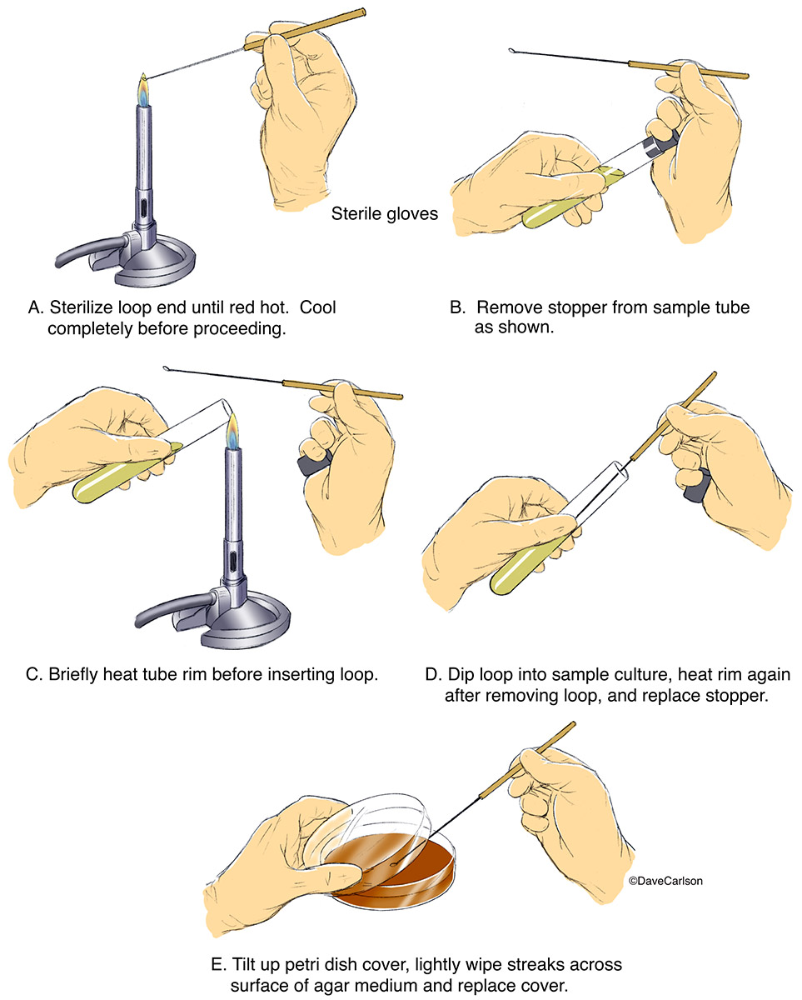 Sterile gloves
A. Sterilize loop end until red hot.  Cool
completely before proceeding.
B.  Remove stopper from sample tube
as shown.
C. Briefly heat tube rim before inserting loop.
D. Dip loop into sample culture, heat rim again
after removing loop, and replace stopper.
©DaveCarlson
E. Tilt up petri dish cover, lightly wipe streaks across
surface of agar medium and replace cover.